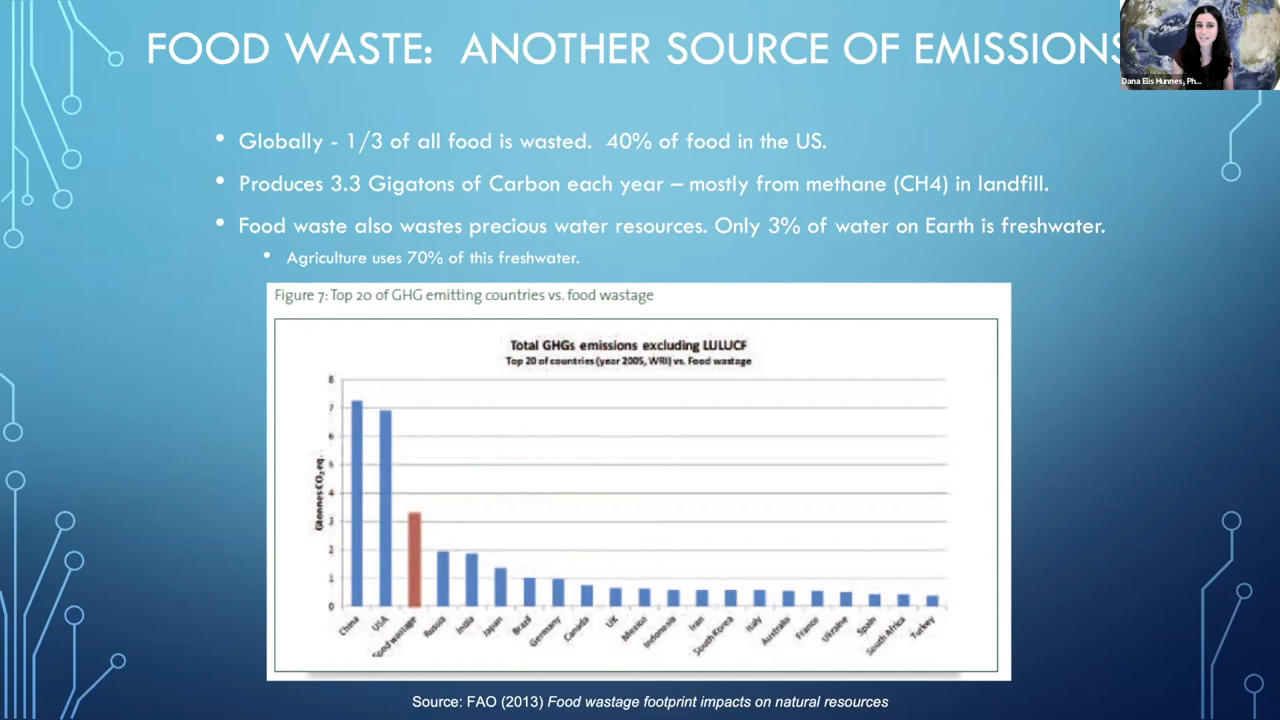 FOOD WASTE: ANOTHER SOURCE OF EMISSIONS
Dana Elis Hunnes, Ph...
• Globally - 1/3 of all food is wasted. 40% of food in the US.
• Produces 3.3 Gigatons of Carbon each year – mostly from methane (CH4) in landfill.
• Food waste also wastes precious water resources. Only 3% of water on Earth is freshwater.
• Agriculture uses 70% of this freshwater.
Figure 7: Top 20 of GHG emitting countries vs. food wastage
Total GHGs emissions excluding LULUCF
Top 20 of countries (year 2005, WRI) vs. Food wastage
Gtonnes CO₂ eq.
8
7
6
5
4
3
2
1
0
China
USA
Food wastage
Russia
India
Japan
Brazil
Germany
Canada
UK
Mexico
Indonesia
Iran
South Korea
Italy
Australia
France
Ukraine
Spain
South Africa
Turkey
Source: FAO (2013) Food wastage footprint impacts on natural resources